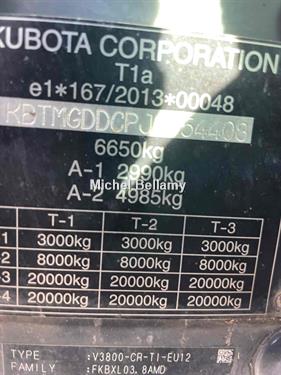 KUBOTA CORPORATION
T1a
e1*167/2013*00048
6650kg
A-1 2990kg
Michel Bellamy
A-2 4985kg
T-1 T-2 T-3
1 3000kg 3000kg 3000kg
2 8000kg 8000kg 8000kg
3 20000kg 20000kg 20000kg
4 20000kg 20000kg 20000kg
TYPE :V3800-CR-TI-EU12
FAMILY :FKBXL03.8AMD